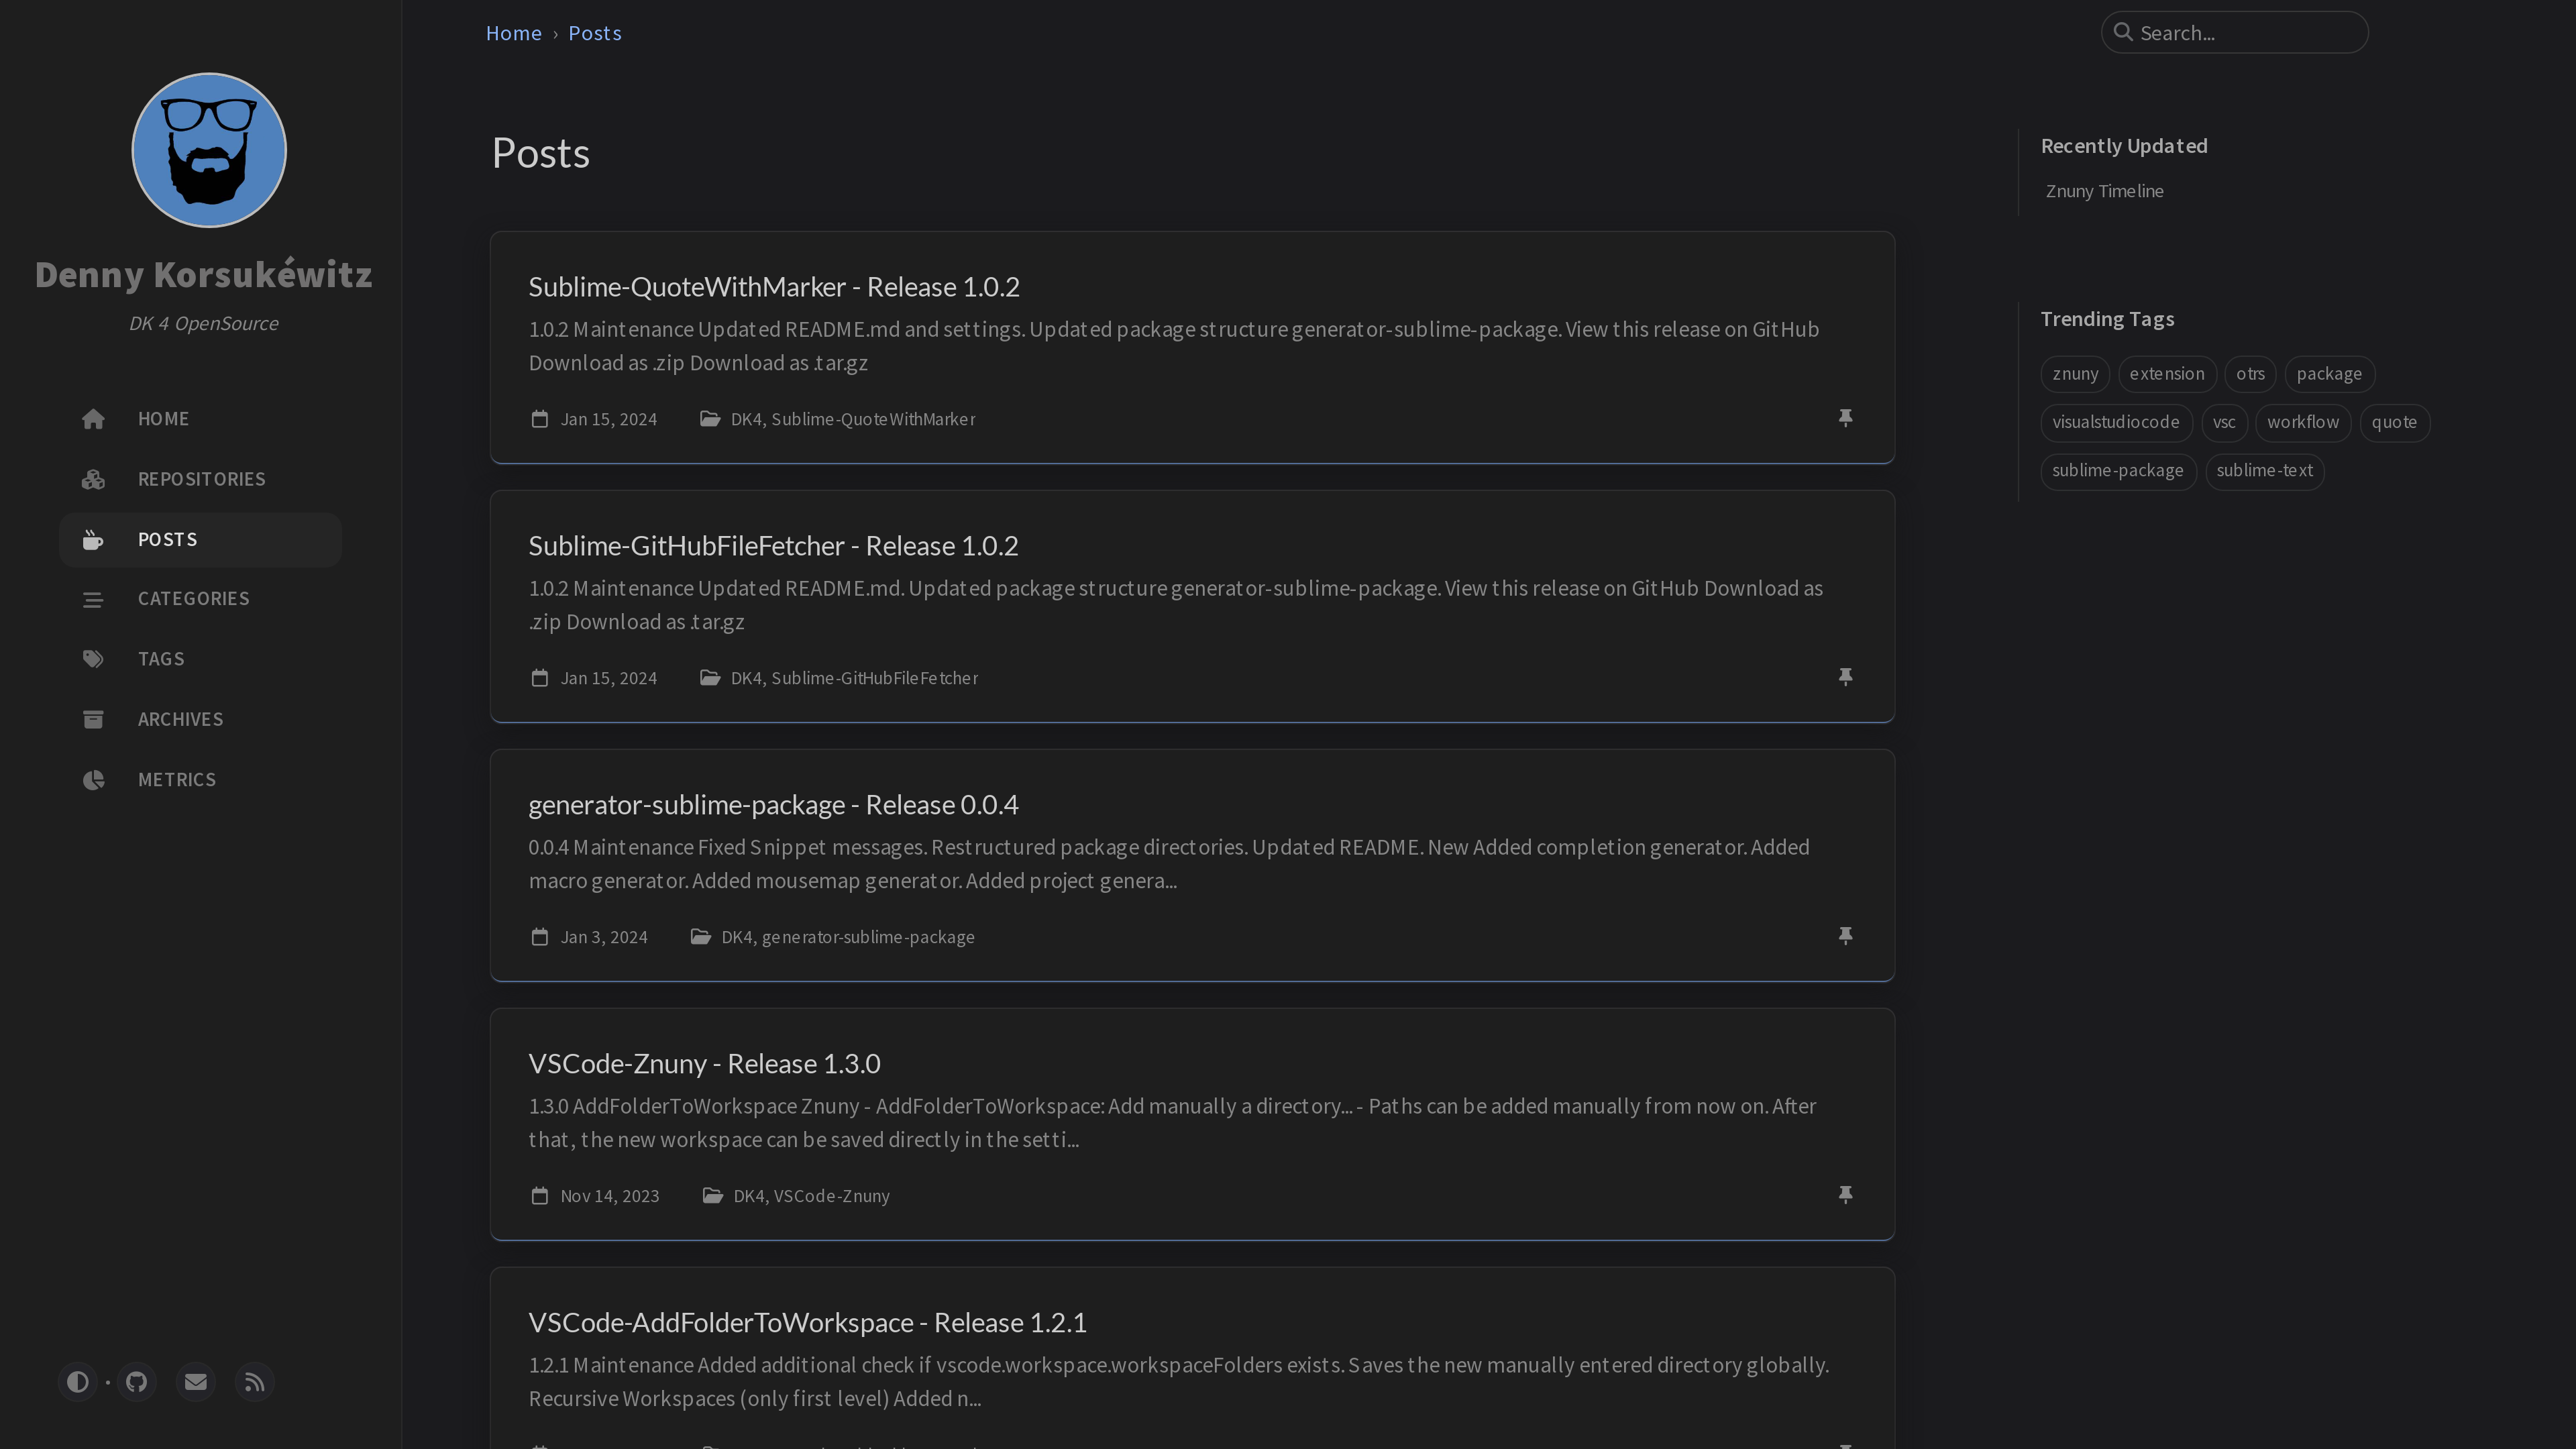 Denny Korsukéwitz
DK 4 OpenSource
HOME
REPOSITORIES
POSTS
CATEGORIES
TAGS
ARCHIVES
METRICS
Home › Posts
Search...
Posts
Sublime-QuoteWithMarker - Release 1.0.2
1.0.2 Maintenance Updated README.md and settings. Updated package structure generator-sublime-package. View this release on GitHub
Download as .zip Download as .tar.gz
Jan 15, 2024 DK4, Sublime-QuoteWithMarker
Sublime-GitHubFileFetcher - Release 1.0.2
1.0.2 Maintenance Updated README.md. Updated package structure generator-sublime-package. View this release on GitHub Download as
.zip Download as .tar.gz
Jan 15, 2024 DK4, Sublime-GitHubFileFetcher
generator-sublime-package - Release 0.0.4
0.0.4 Maintenance Fixed Snippet messages. Restructured package directories. Updated README. New Added completion generator. Added
macro generator. Added mousemap generator. Added project genera...
Jan 3, 2024 DK4, generator-sublime-package
VSCode-Znuny - Release 1.3.0
1.3.0 AddFolderToWorkspace Znuny - AddFolderToWorkspace: Add manually a directory... - Paths can be added manually from now on. After
that, the new workspace can be saved directly in the setti...
Nov 14, 2023 DK4, VSCode-Znuny
VSCode-AddFolderToWorkspace - Release 1.2.1
1.2.1 Maintenance Added additional check if vscode.workspace.workspaceFolders exists. Saves the new manually entered directory globally.
Recursive Workspaces (only first level) Added n...
Recently Updated
Znuny Timeline
Trending Tags
znuny extension otrs package
visualstudiocode vsc workflow quote
sublime-package sublime-text